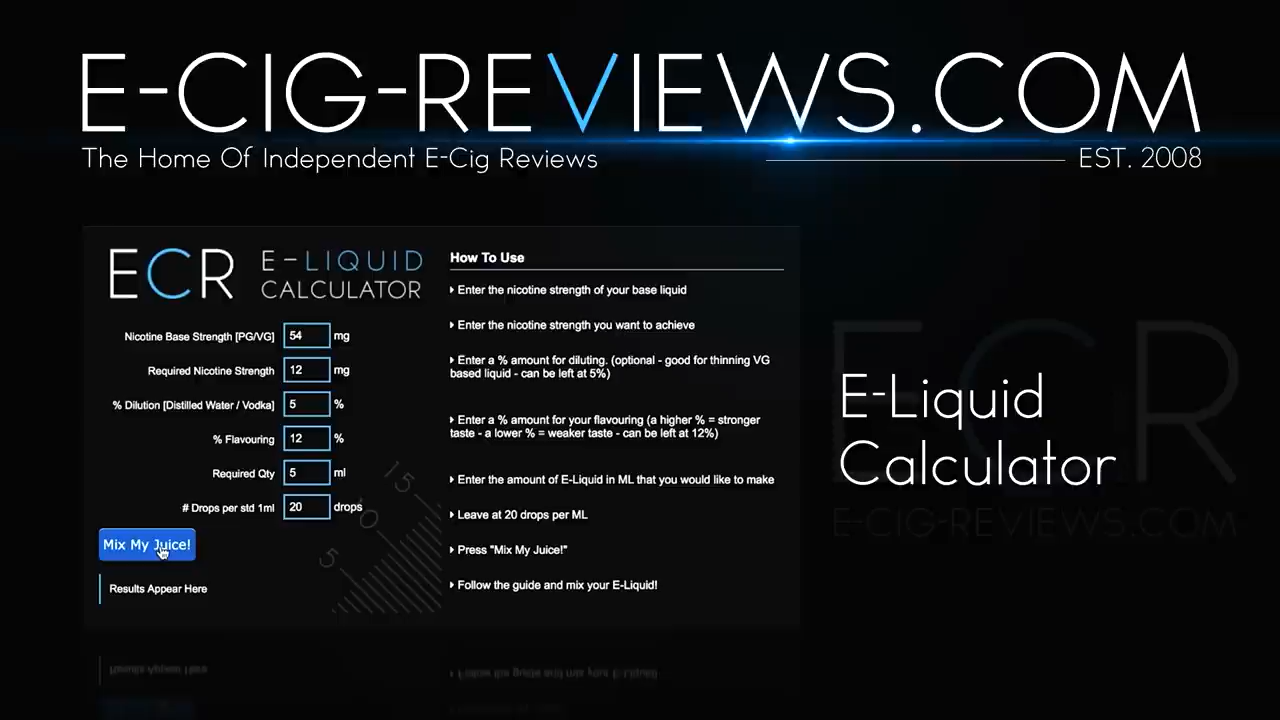 E-CIG-REVIEWS.COM
The Home Of Independent E-Cig Reviews
EST. 2008
ECR E-LIQUID
CALCULATOR
Nicotine Base Strength [PG/VG] 54 mg
Required Nicotine Strength 12 mg
% Dilution [Distilled Water / Vodka] 5 %
% Flavouring 12 %
Required Qty 5 ml
# Drops per std 1ml 20 drops
Mix My Juice!
Results Appear Here
15
10
5
How To Use
Enter the nicotine strength of your base liquid
Enter the nicotine strength you want to achieve
Enter a % amount for diluting. (optional - good for thinning VG
based liquid - can be left at 5%)
Enter a % amount for your flavouring (a higher % = stronger
taste - a lower % = weaker taste - can be left at 12%)
Enter the amount of E-Liquid in ML that you would like to make
Leave at 20 drops per ML
Press "Mix My Juice!"
Follow the guide and mix your E-Liquid!
E-Liquid
Calculator
ECR
E-CIG-REVIEWS.COM